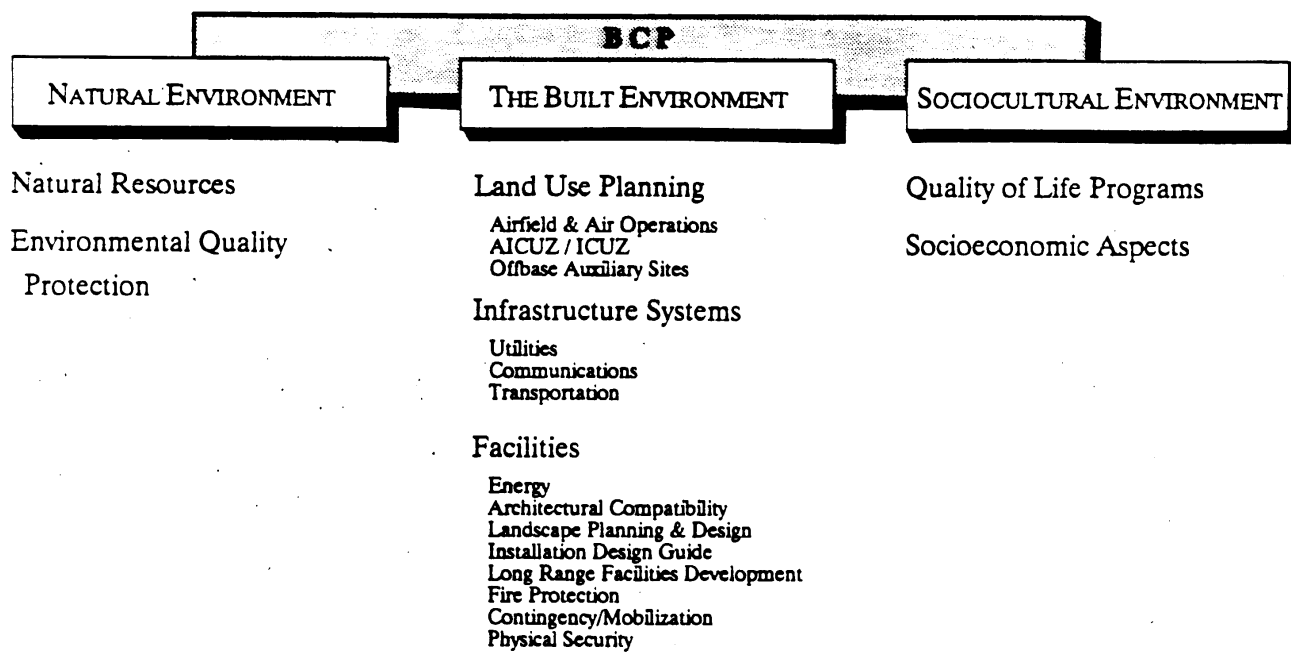 BCP
NATURAL ENVIRONMENT
THE BUILT ENVIRONMENT
SOCIOCULTURAL ENVIRONMENT
Natural Resources
Environmental Quality
Protection
Land Use Planning
Airfield & Air Operations
AICUZ / ICUZ
Offbase Auxiliary Sites
Infrastructure Systems
Utilities
Communications
Transportation
Facilities
Energy
Architectural Compatibility
Landscape Planning & Design
Installation Design Guide
Long Range Facilities Development
Fire Protection
Contingency/Mobilization
Physical Security
Quality of Life Programs
Socioeconomic Aspects